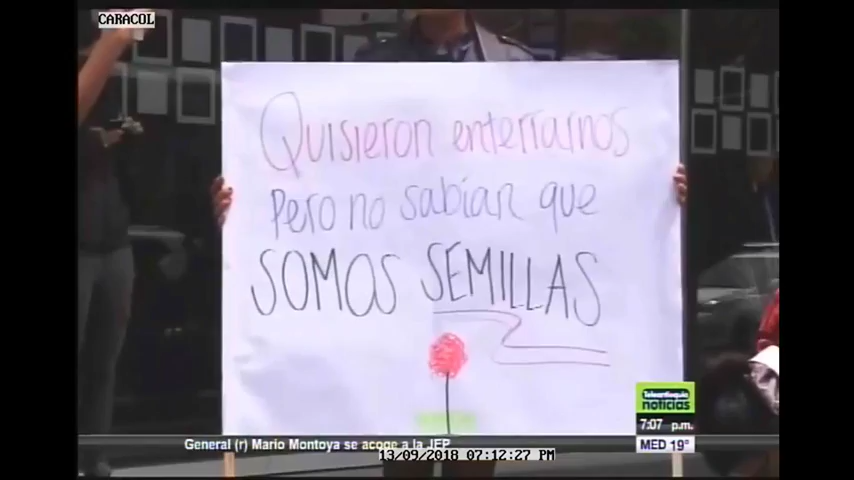 CARACOL
Quisieron enterrarnos
Pero no sabían que
SOMOS SEMILLAS
Teleantioquia
noticias
7:07 p.m.
General (r) Mario Montoya se acoge a la JEP
MED 19°
13/09/2018 07:12:27 PM